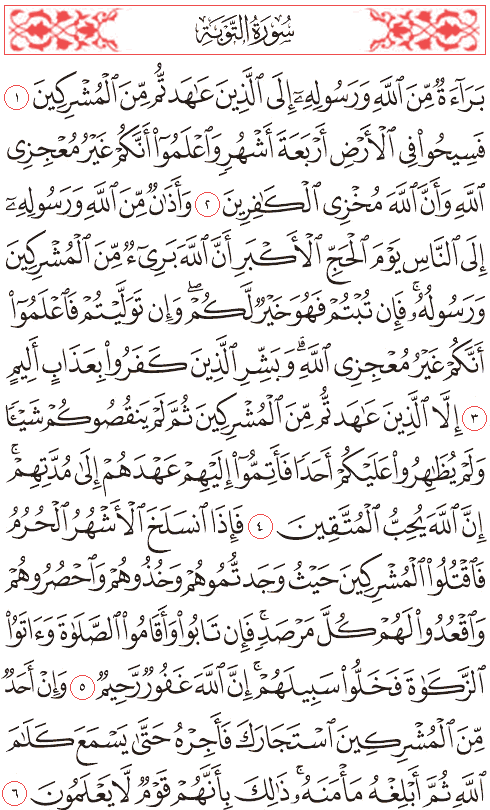 سُورَةُ التَّوْبَةِ
بَرَآءَةٌ مِّنَ ٱللَّهِ وَرَسُولِهِۦٓ إِلَى ٱلَّذِينَ عَٰهَدتُّم مِّنَ ٱلْمُشْرِكِينَ ١
فَسِيحُوا۟ فِى ٱلْأَرْضِ أَرْبَعَةَ أَشْهُرٍ وَٱعْلَمُوٓا۟ أَنَّكُمْ غَيْرُ مُعْجِزِى
ٱللَّهِ وَأَنَّ ٱللَّهَ مُخْزِى ٱلْكَٰفِرِينَ ٢ وَأَذَٰنٌ مِّنَ ٱللَّهِ وَرَسُولِهِۦٓ
إِلَى ٱلنَّاسِ يَوْمَ ٱلْحَجِّ ٱلْأَكْبَرِ أَنَّ ٱللَّهَ بَرِىٓءٌ مِّنَ ٱلْمُشْرِكِينَ
وَرَسُولُهُۥ ۚ فَإِن تُبْتُمْ فَهُوَ خَيْرٌ لَّكُمْ ۖ وَإِن تَوَلَّيْتُمْ فَٱعْلَمُوٓا۟
أَنَّكُمْ غَيْرُ مُعْجِزِى ٱللَّهِ ۗ وَبَشِّرِ ٱلَّذِينَ كَفَرُوا۟ بِعَذَابٍ أَلِيمٍ
٣ إِلَّا ٱلَّذِينَ عَٰهَدتُّم مِّنَ ٱلْمُشْرِكِينَ ثُمَّ لَمْ يَنقُصُوكُمْ شَيْـًٔا
وَلَمْ يُظَٰهِرُوا۟ عَلَيْكُمْ أَحَدًا فَأَتِمُّوٓا۟ إِلَيْهِمْ عَهْدَهُمْ إِلَىٰ مُدَّتِهِمْ ۚ
إِنَّ ٱللَّهَ يُحِبُّ ٱلْمُتَّقِينَ ٤ فَإِذَا ٱنسَلَخَ ٱلْأَشْهُرُ ٱلْحُرُمُ
فَٱقْتُلُوا۟ ٱلْمُشْرِكِينَ حَيْثُ وَجَدتُّمُوهُمْ وَخُذُوهُمْ وَٱحْصُرُوهُمْ
وَٱقْعُدُوا۟ لَهُمْ كُلَّ مَرْصَدٍ ۚ فَإِن تَابُوا۟ وَأَقَامُوا۟ ٱلصَّلَوٰةَ وَءَاتَوُا۟
ٱلزَّكَوٰةَ فَخَلُّوا۟ سَبِيلَهُمْ ۚ إِنَّ ٱللَّهَ غَفُورٌ رَّحِيمٌ ٥ وَإِنْ أَحَدٌ
مِّنَ ٱلْمُشْرِكِينَ ٱسْتَجَارَكَ فَأَجِرْهُ حَتَّىٰ يَسْمَعَ كَلَٰمَ
ٱللَّهِ ثُمَّ أَبْلِغْهُ مَأْمَنَهُۥ ۚ ذَٰلِكَ بِأَنَّهُمْ قَوْمٌ لَّا يَعْلَمُونَ ٦